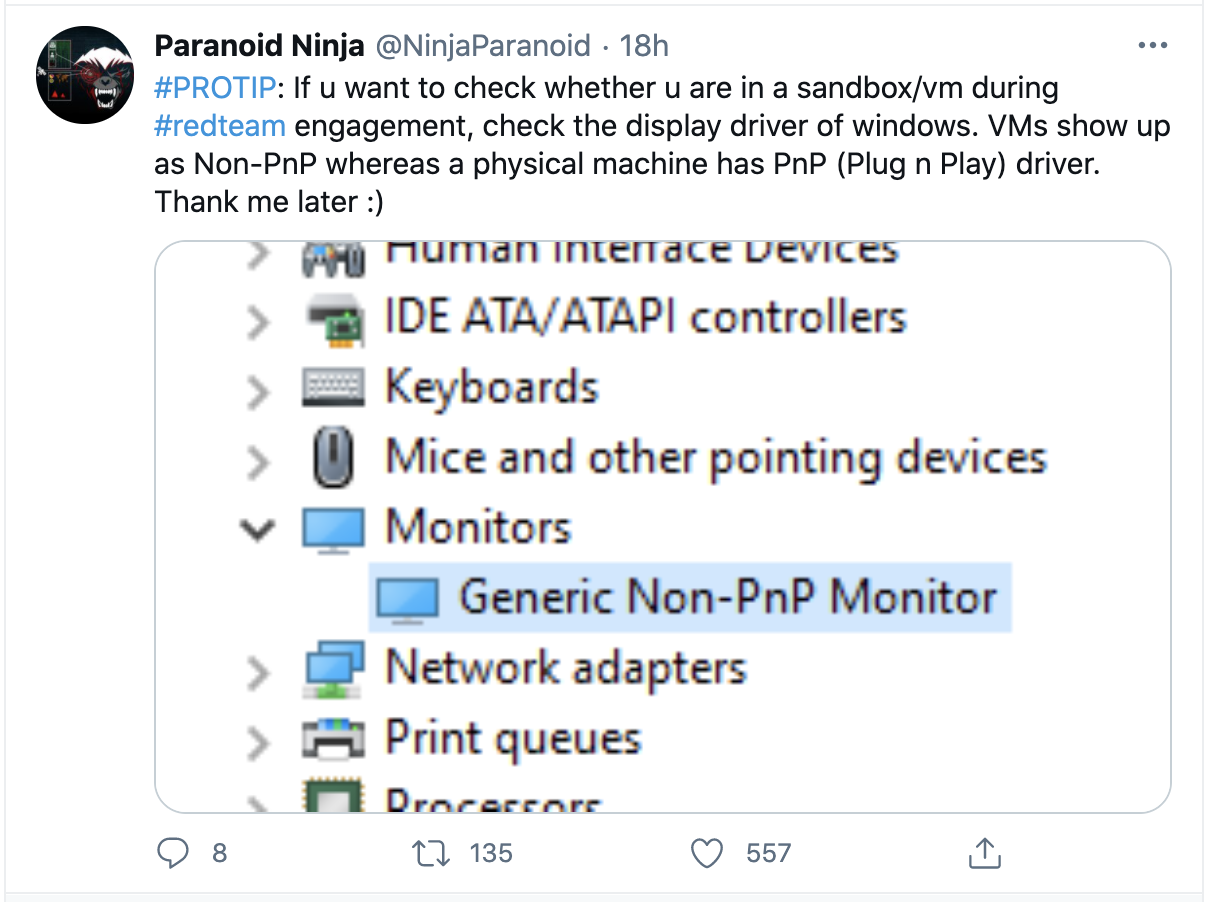 Paranoid Ninja @NinjaParanoid · 18h
#PROTIP: If u want to check whether u are in a sandbox/vm during
#redteam engagement, check the display driver of windows. VMs show up
as Non-PnP whereas a physical machine has PnP (Plug n Play) driver.
Thank me later :)
Human Interface Devices
IDE ATA/ATAPI controllers
Keyboards
Mice and other pointing devices
Monitors
Generic Non-PnP Monitor
Network adapters
Print queues
Processors
8 135 557